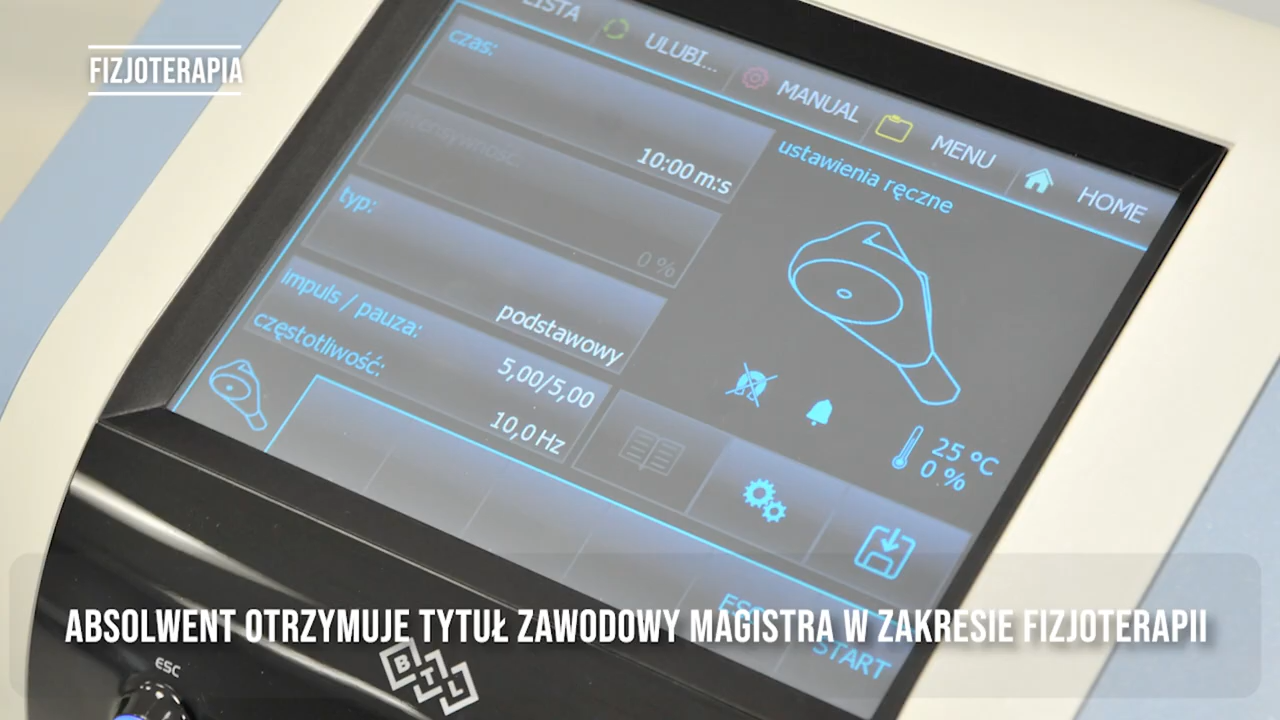 FIZJOTERAPIA
LISTA
ULUBI...
MANUAL
MENU
HOME
czas:
10:00 m:s
intensywność:
0 %
typ:
podstawowy
impuls / pauza:
5,00/5,00
częstotliwość:
10,0 Hz
ustawienia ręczne
25 °C
0 %
ESC
START
ABSOLWENT OTRZYMUJE TYTUŁ ZAWODOWY MAGISTRA W ZAKRESIE FIZJOTERAPII
ESC
BTL